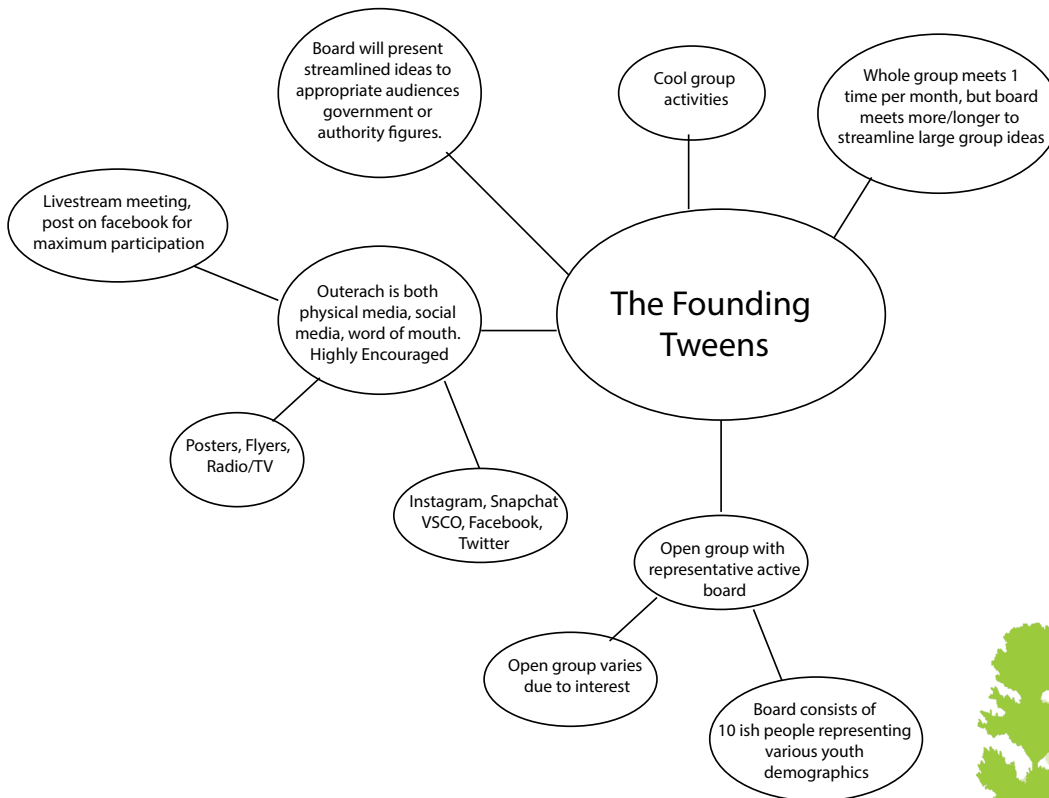 Board will present
streamlined ideas to
appropriate audiences
government or
authority figures.
Cool group
activities
Whole group meets 1
time per month, but board
meets more/longer to
streamline large group ideas
Livestream meeting,
post on facebook for
maximum participation
Outerach is both
physical media, social
media, word of mouth.
Highly Encouraged
The Founding
Tweens
Posters, Flyers,
Radio/TV
Instagram, Snapchat
VSCO, Facebook,
Twitter
Open group with
representative active
board
Open group varies
due to interest
Board consists of
10 ish people representing
various youth
demographics